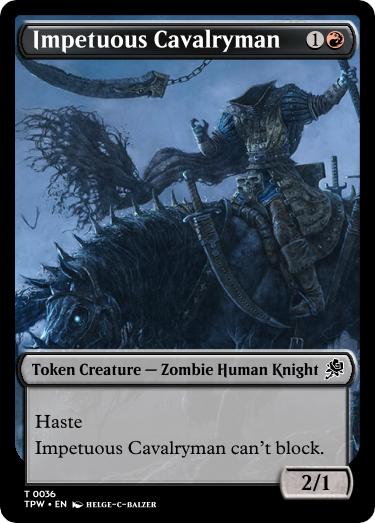 Impetuous Cavalryman 1
Token Creature — Zombie Human Knight
Haste
Impetuous Cavalryman can't block.
2/1
T 0036
TPW • EN HELGE-C-BALZER